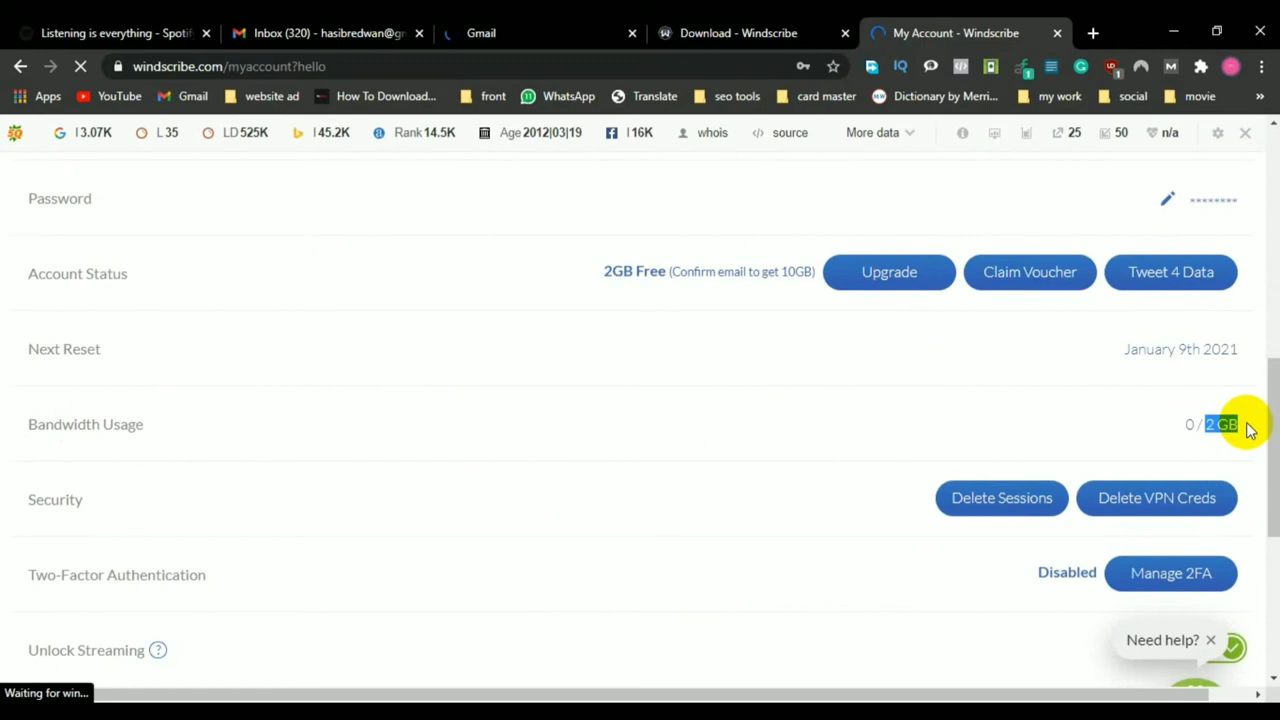 Listening is everything - Spotif
Inbox (320) - hasibredwan@gr
Gmail
Download - Windscribe
My Account - Windscribe
windscribe.com/myaccount?hello
Apps
YouTube
Gmail
website ad
How To Download...
front
WhatsApp
Translate
seo tools
card master
Dictionary by Merri...
my work
social
movie
»
I 3.07K
L 35
LD 525K
I 45.2K
Rank 14.5K
Age 2012|03|19
I 16K
whois
source
More data
25
50
n/a
Password
********
Account Status
2GB Free (Confirm email to get 10GB)
Upgrade
Claim Voucher
Tweet 4 Data
Next Reset
January 9th 2021
Bandwidth Usage
0 / 2 GB
Security
Delete Sessions
Delete VPN Creds
Two-Factor Authentication
Disabled
Manage 2FA
Need help?
Unlock Streaming ?
Waiting for win...